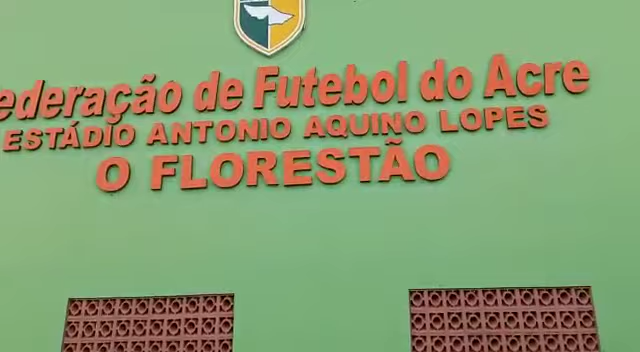 ederação de Futebol do Acre
ESTÁDIO ANTONIO AQUINO LOPES
O FLORESTÃO